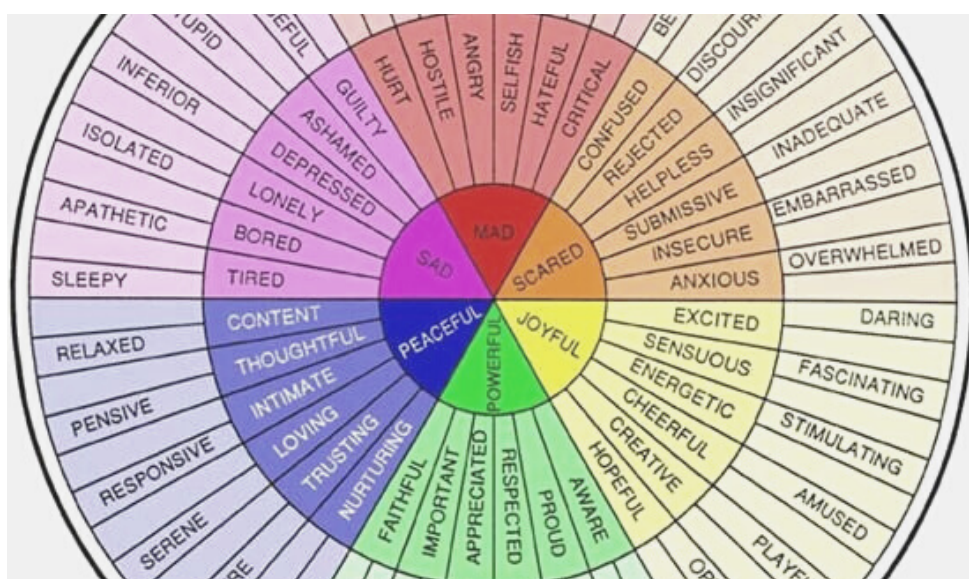 MAD
SCARED
JOYFUL
POWERFUL
PEACEFUL
SAD
HURT
HOSTILE
ANGRY
SELFISH
HATEFUL
CRITICAL
CONFUSED
REJECTED
HELPLESS
SUBMISSIVE
INSECURE
ANXIOUS
EXCITED
SENSUOUS
ENERGETIC
CHEERFUL
CREATIVE
HOPEFUL
AWARE
PROUD
RESPECTED
APPRECIATED
IMPORTANT
FAITHFUL
NURTURING
TRUSTING
LOVING
INTIMATE
THOUGHTFUL
CONTENT
TIRED
BORED
LONELY
DEPRESSED
ASHAMED
GUILTY
INSIGNIFICANT
INADEQUATE
EMBARRASSED
OVERWHELMED
DARING
FASCINATING
STIMULATING
AMUSED
SERENE
RESPONSIVE
PENSIVE
RELAXED
SLEEPY
APATHETIC
ISOLATED
INFERIOR